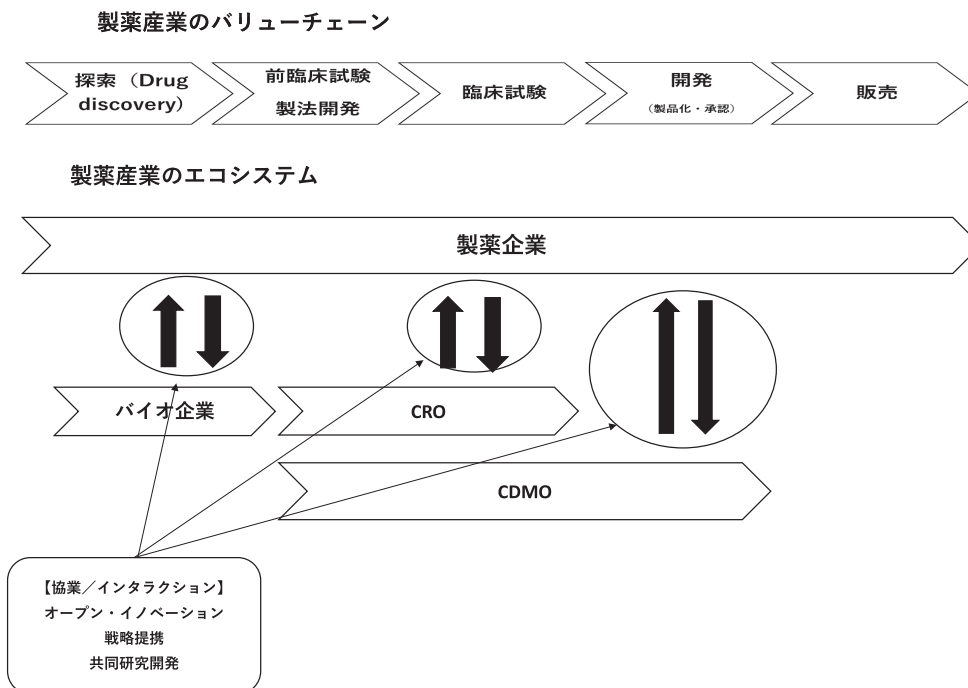 製薬産業のバリューチェーン
探索（Drug
discovery）
前臨床試験
製法開発
臨床試験
開発
（製品化・承認）
販売
製薬産業のエコシステム
製薬企業
バイオ企業
CRO
CDMO
【協業／インタラクション】
オープン・イノベーション
戦略提携
共同研究開発